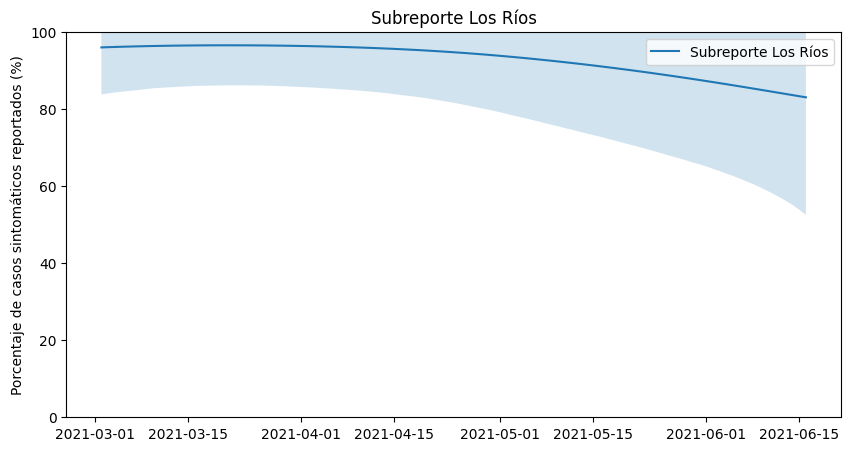 Subreporte Los Ríos
Subreporte Los Ríos
Porcentaje de casos sintomáticos reportados (%)
100
80
60
40
20
0
2021-03-01 2021-03-15 2021-04-01 2021-04-15 2021-05-01 2021-05-15 2021-06-01 2021-06-15